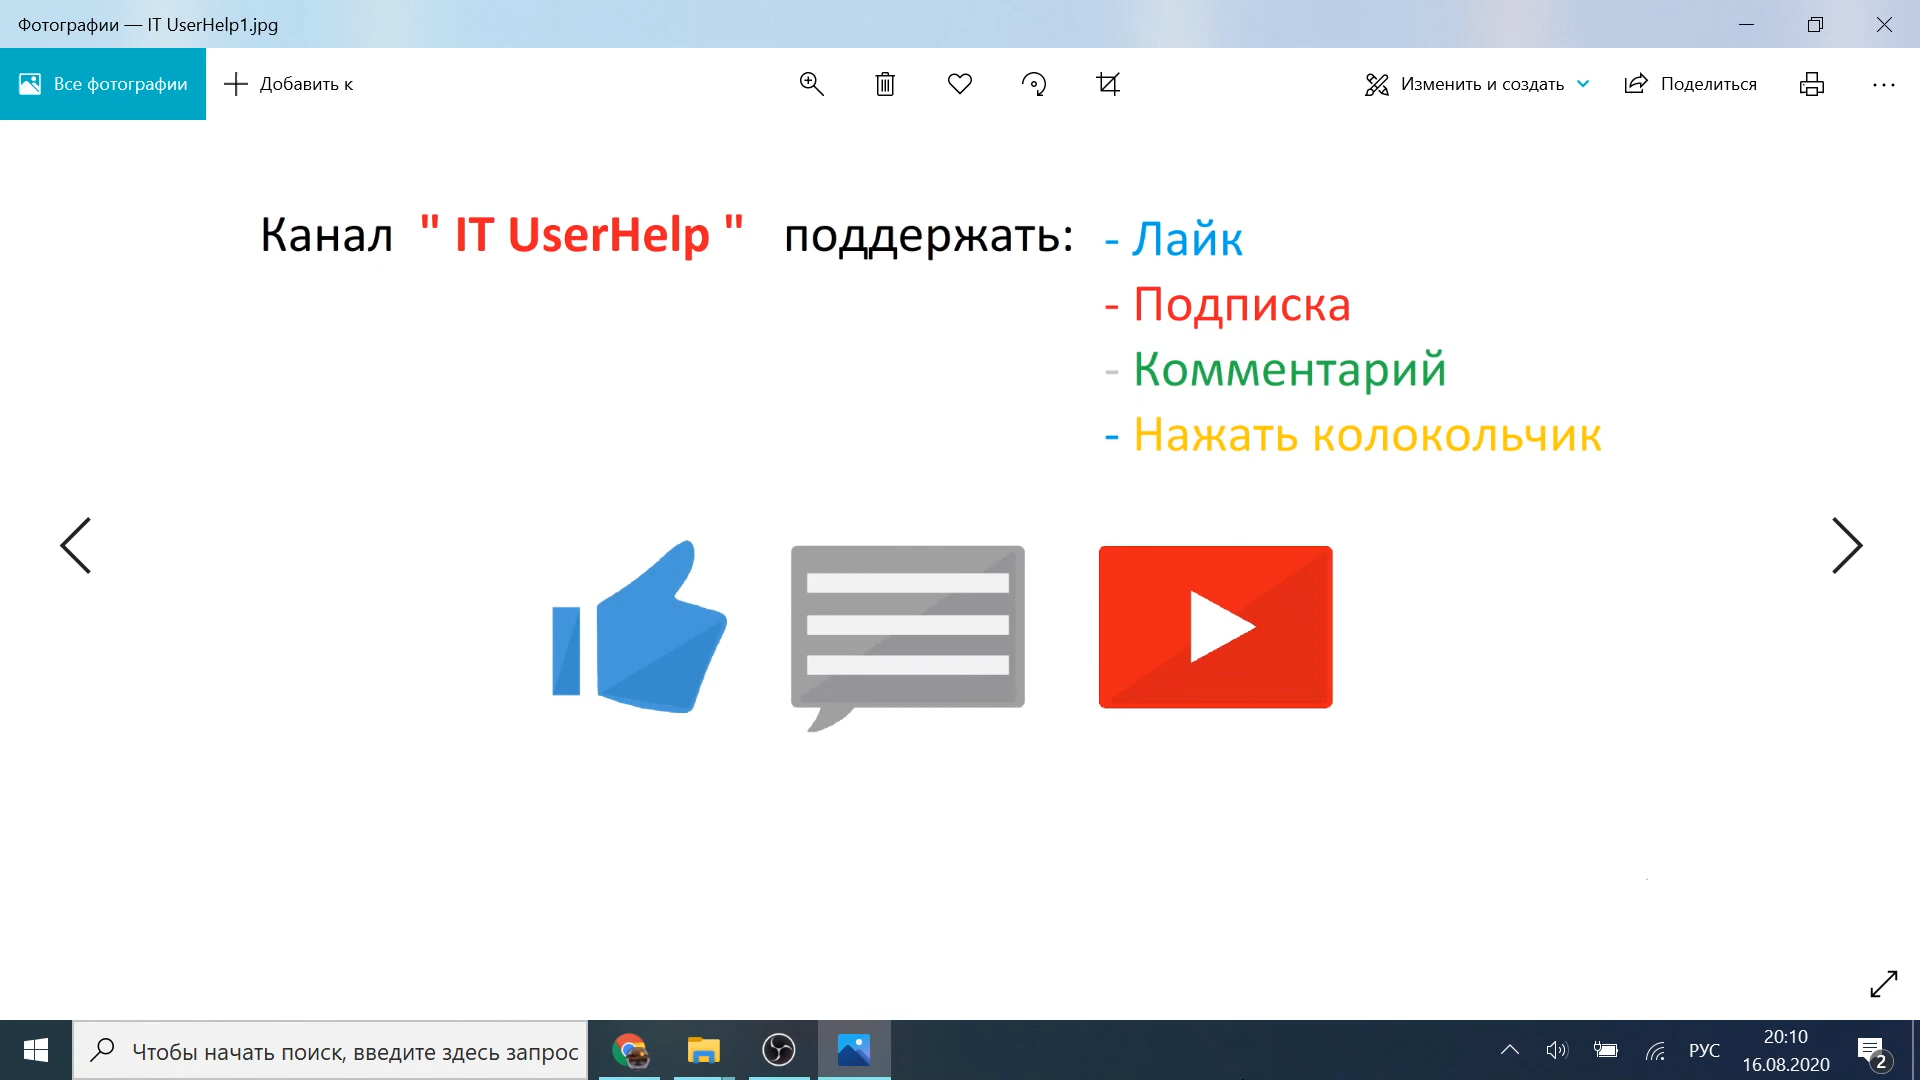 Фотографии — IT UserHelp1.jpg
Все фотографии
Добавить к
Изменить и создать
Поделиться
Канал " IT UserHelp " поддержать: - Лайк
- Подписка
- Комментарий
- Нажать колокольчик
Чтобы начать поиск, введите здесь запрос
РУС
20:10
16.08.2020
2